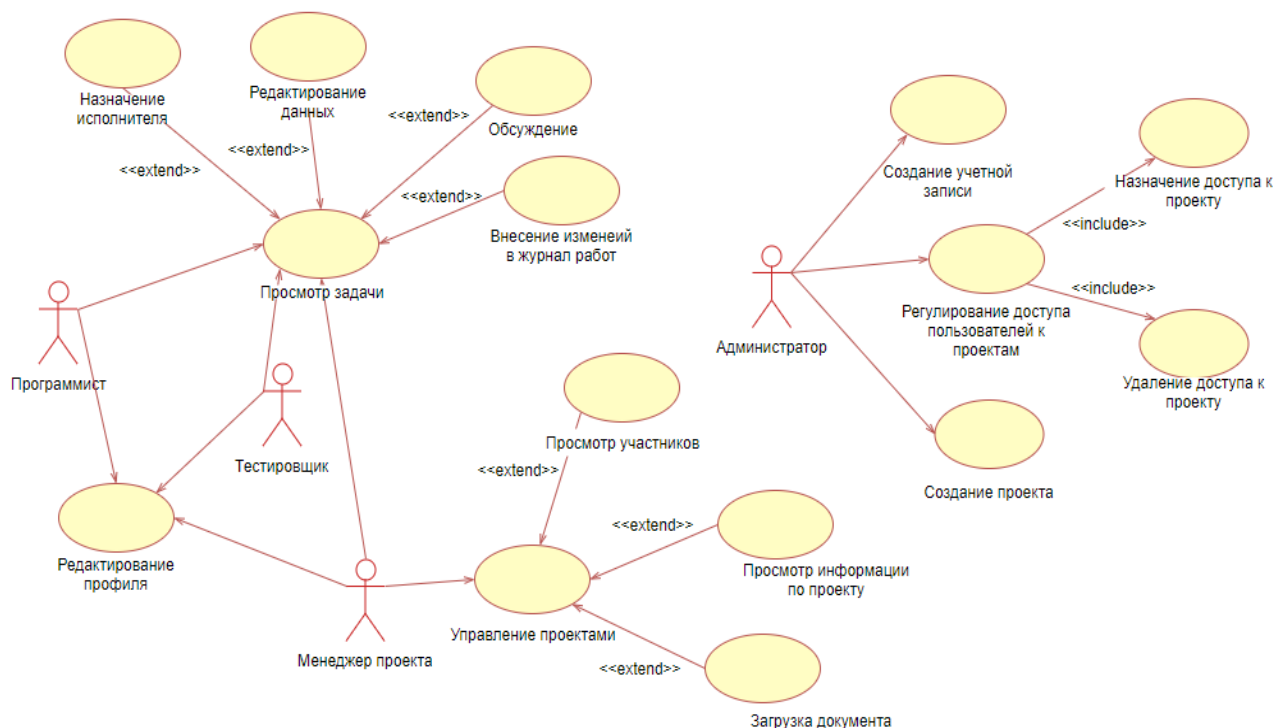 Назначение
исполнителя
<<extend>>
Редактирование
данных
<<extend>>
Обсуждение
<<extend>>
Внесение изменеий
в журнал работ
<<extend>>
Просмотр задачи
Программист
Тестировщик
Редактирование
профиля
Менеджер проекта
Просмотр участников
<<extend>>
Просмотр информации
по проекту
<<extend>>
Управление проектами
<<extend>>
Загрузка документа
Создание учетной
записи
Назначение доступа к
проекту
<<include>>
Администратор
Регулирование доступа
пользователей к
проектам
<<include>>
Удаление доступа к
проекту
Создание проекта